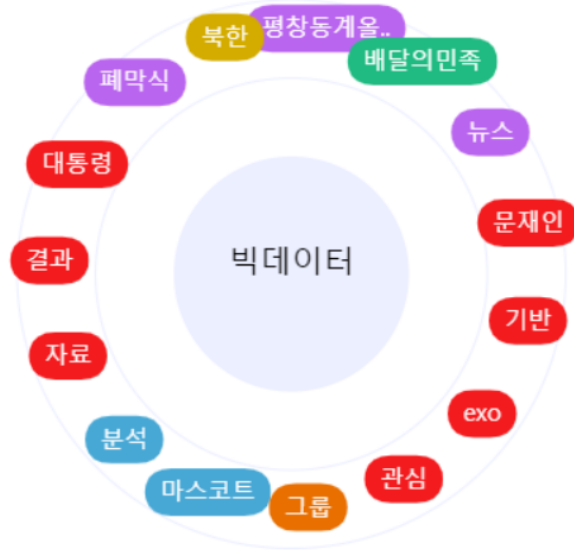 평창동계올..
북한
배달의민족
폐막식
뉴스
대통령
문재인
빅데이터
결과
기반
자료
exo
분석
관심
마스코트
그룹